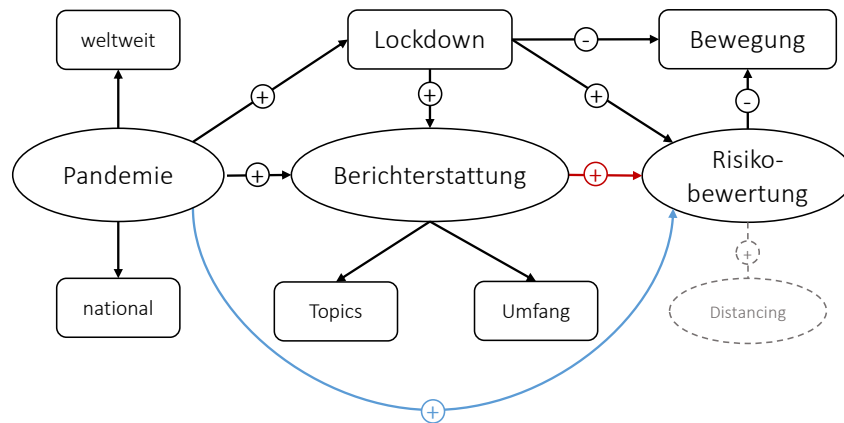 weltweit
Lockdown
-
Bewegung
+
+
+
-
Pandemie
+
Berichterstattung
+
Risiko-
bewertung
+
national
Topics
Umfang
Distancing
+